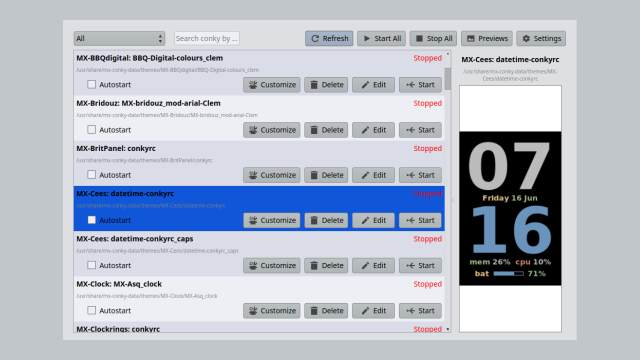 All
Search conky by ...
Refresh
Start All
Stop All
Previews
Settings
MX-BBQdigital: BBQ-Digital-colours_clem
Stopped
/usr/share/mx-conky-data/themes/MX-BBQdigital/BBQ-Digital-colours_clem
Autostart
Customize
Delete
Edit
Start
MX-Bridouz: MX-bridouz_mod-arial-Clem
Stopped
/usr/share/mx-conky-data/themes/MX-Bridouz/MX-bridouz_mod-arial-Clem
Autostart
Customize
Delete
Edit
Start
MX-BritPanel: conkyrc
Stopped
/usr/share/mx-conky-data/themes/MX-BritPanel/conkyrc
Autostart
Customize
Delete
Edit
Start
MX-Cees: datetime-conkyrc
Stopped
/usr/share/mx-conky-data/themes/MX-Cees/datetime-conkyrc
Autostart
Customize
Delete
Edit
Start
MX-Cees: datetime-conkyrc_caps
Stopped
/usr/share/mx-conky-data/themes/MX-Cees/datetime-conkyrc_caps
Autostart
Customize
Delete
Edit
Start
MX-Clock: MX-Asq_clock
Stopped
/usr/share/mx-conky-data/themes/MX-Clock/MX-Asq_clock
Autostart
Customize
Delete
Edit
Start
MX-Clockrings: conkyrc
Stopped
MX-Cees: datetime-conkyrc
/usr/share/mx-conky-data/themes/MX-
Cees/datetime-conkyrc
07
Friday 16 Jun
16
mem 26% cpu 10%
bat 71%